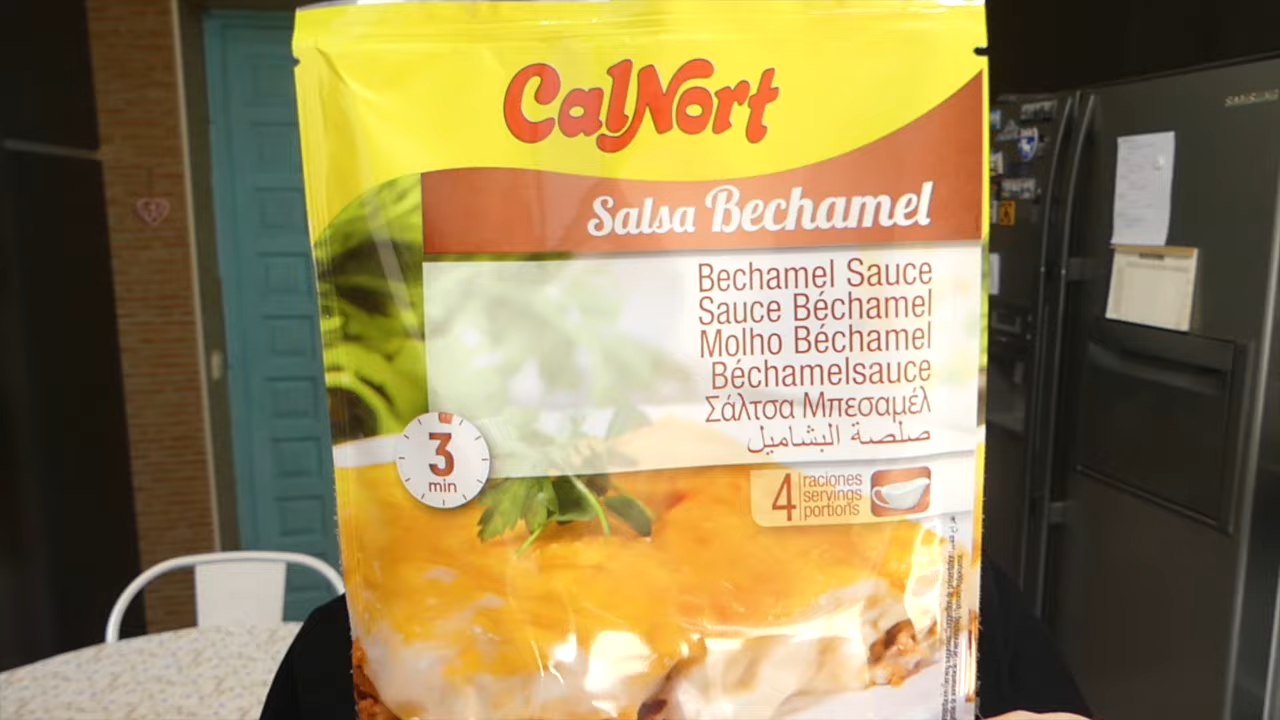 CalNort
Salsa Bechamel
Bechamel Sauce
Sauce Béchamel
Molho Béchamel
Béchamelsauce
Σάλτσα Μπεσαμέλ
صلصة البشاميل
3
min
4
raciones
servings
portions
SAMSUNG